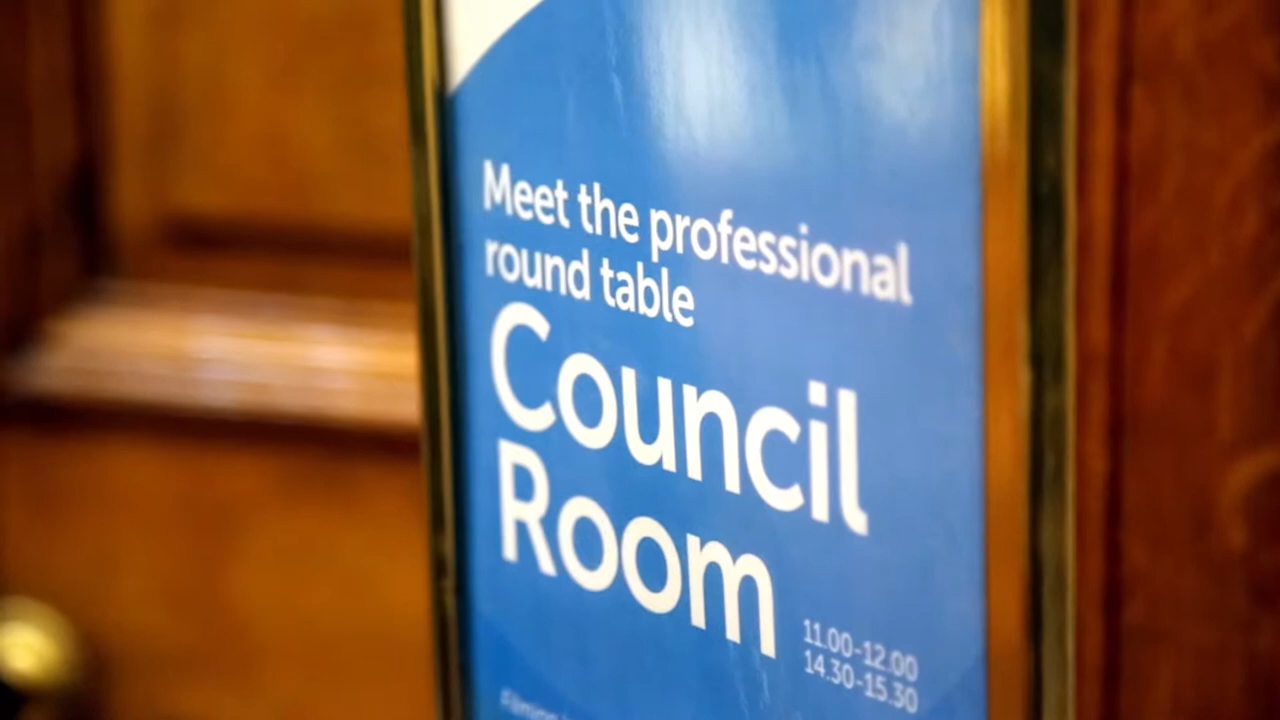 Meet the professional
round table
Council
Room
11.00-12.00
14.30-15.30